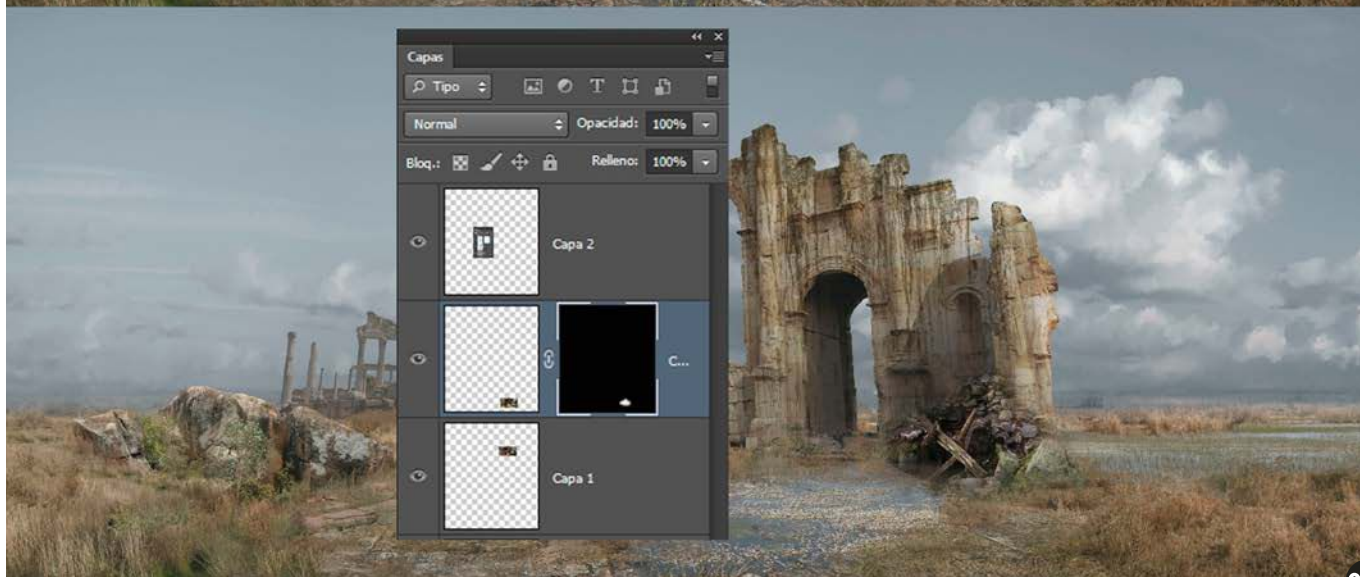 Capas
Tipo
Normal Opacidad: 100%
Bloq.: Relleno: 100%
Capa 2
C...
Capa 1